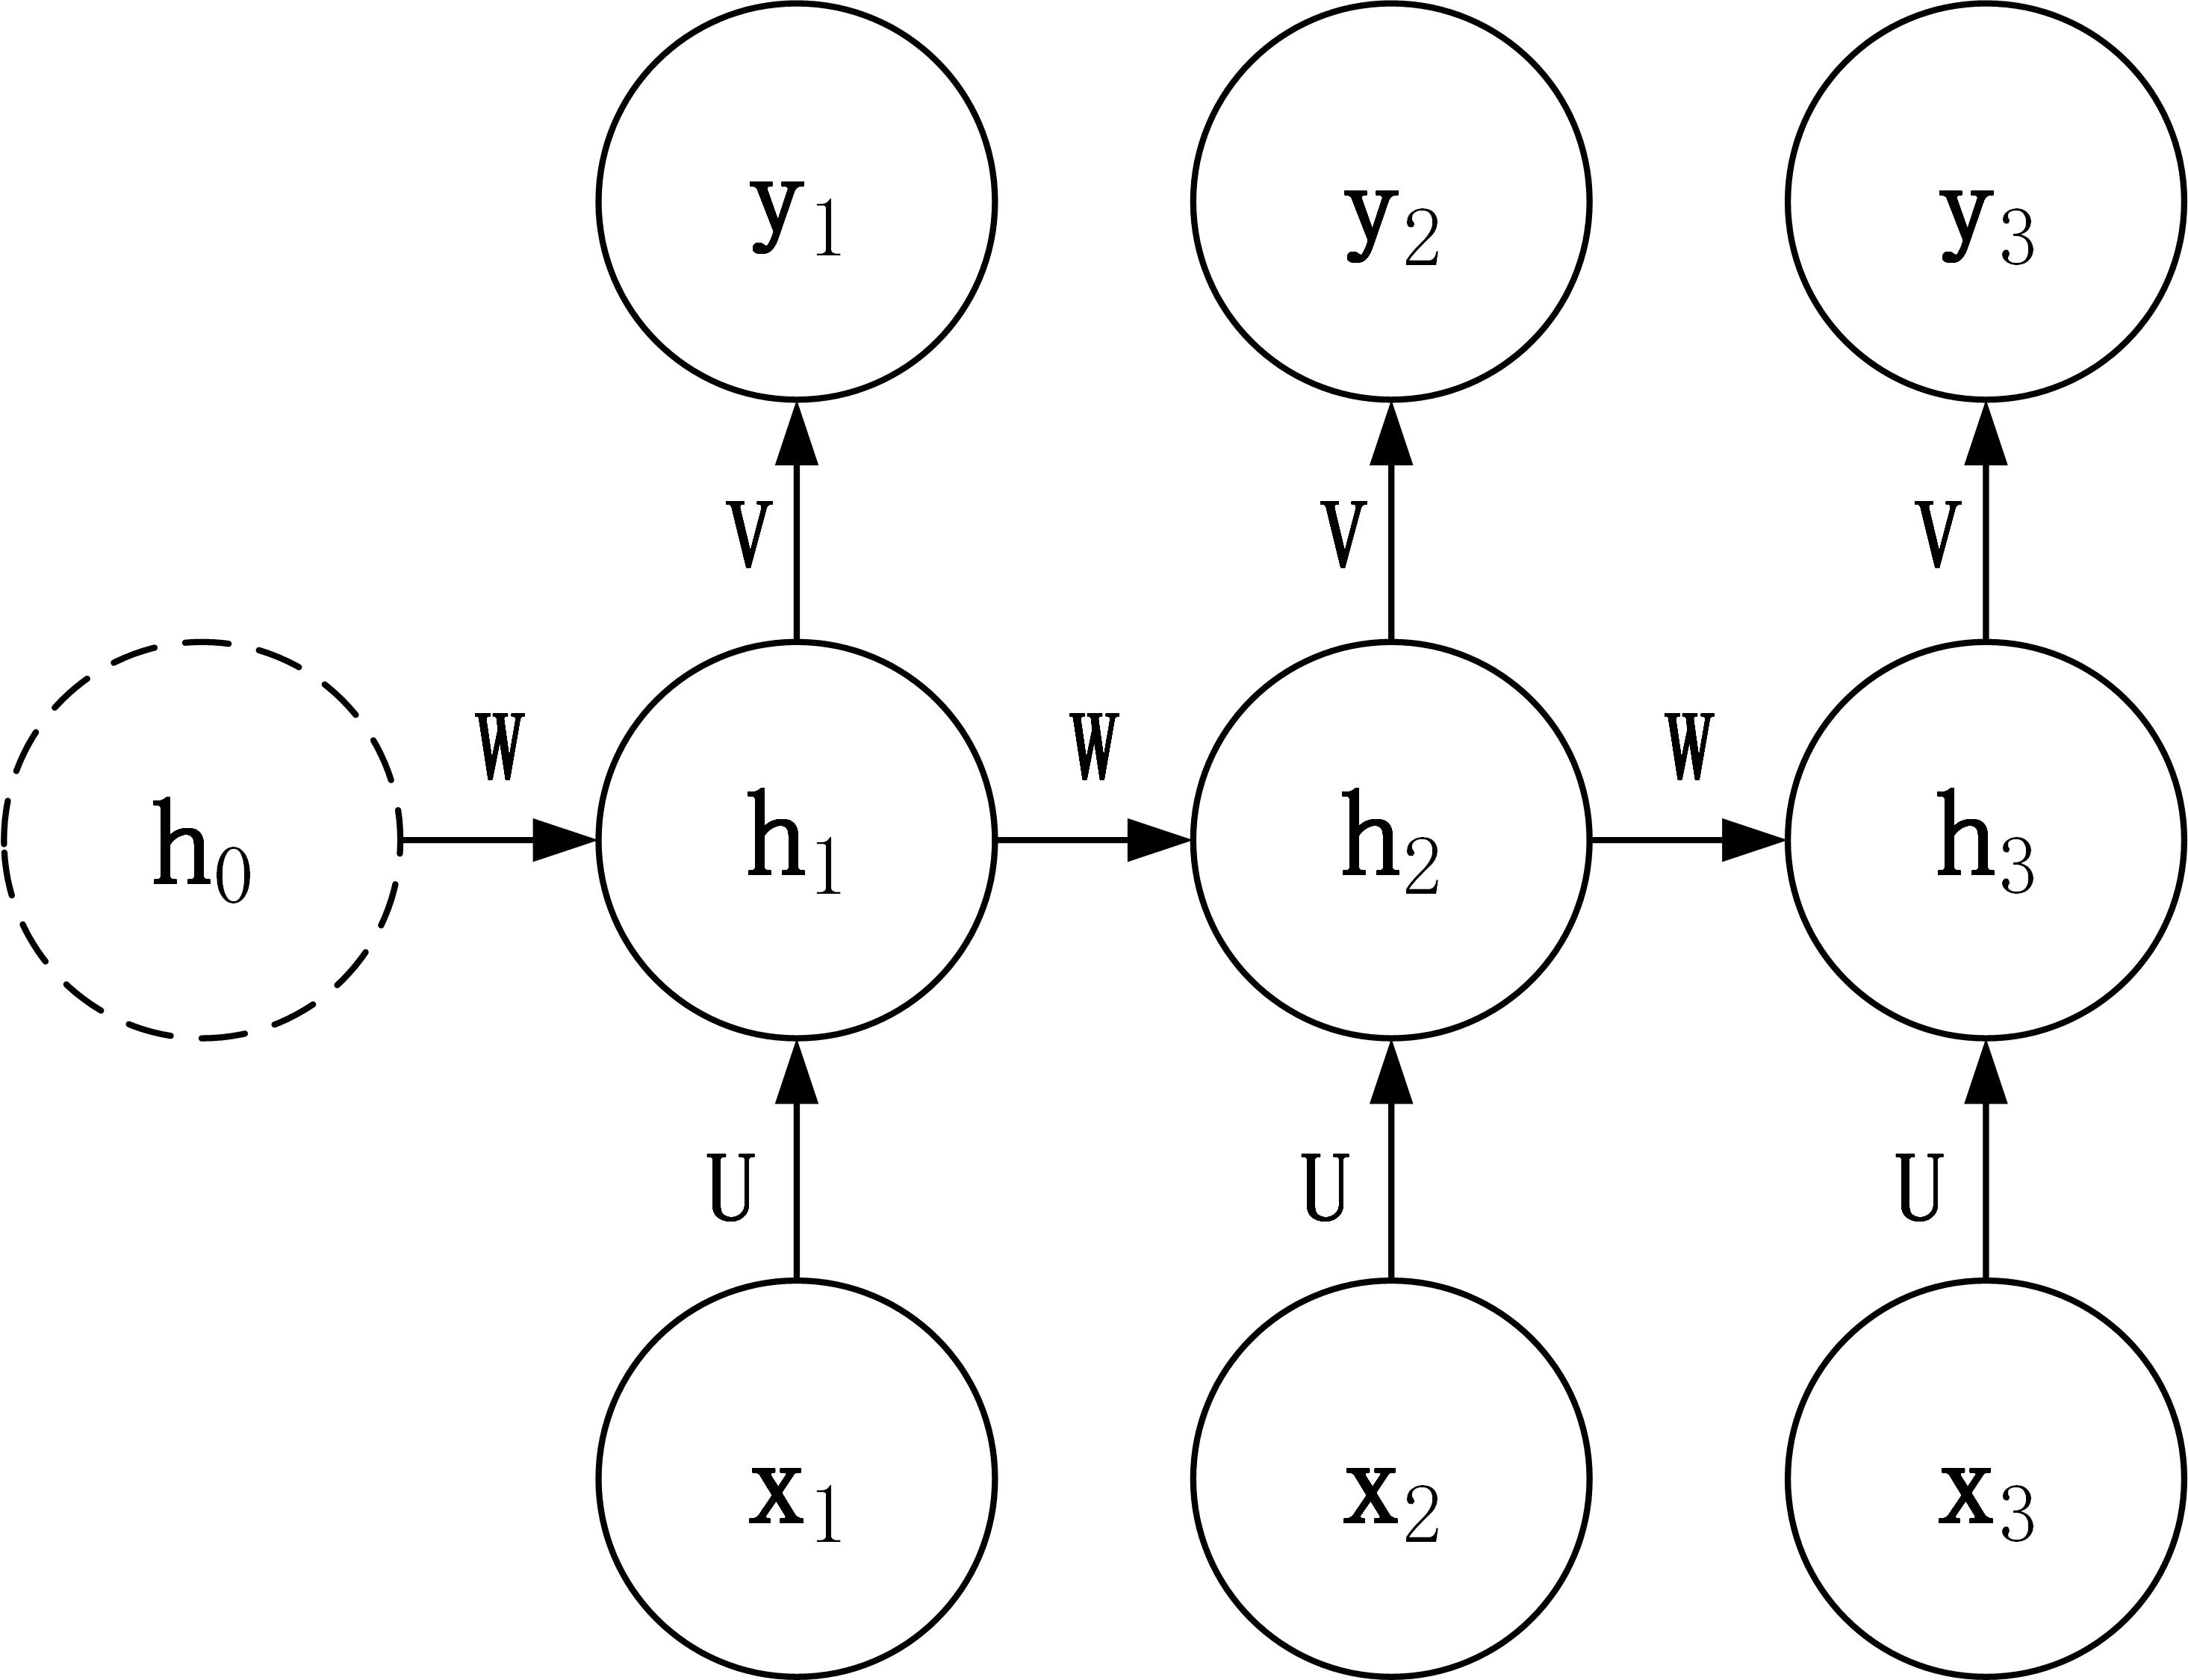 y₁ y₂ y₃
V V V
W W W
h₀ h₁ h₂ h₃
U U U
x₁ x₂ x₃